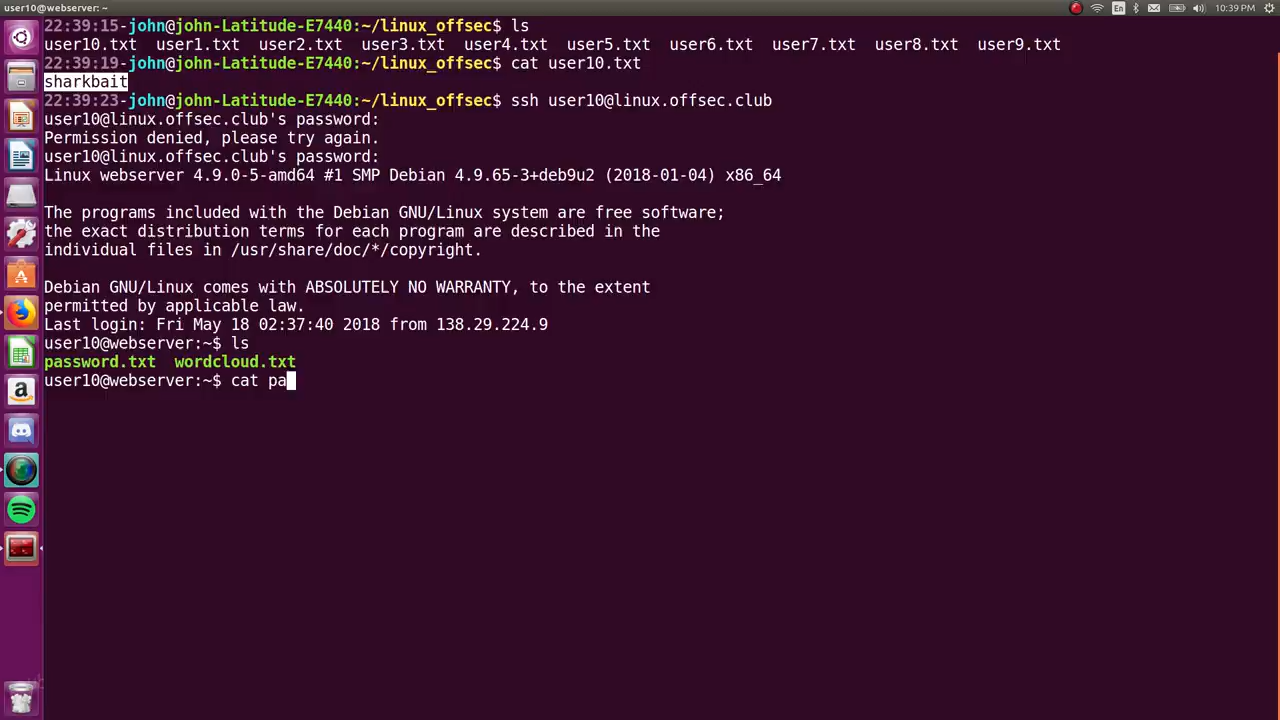 user10@webserver: ~
En
10:39 PM
22:39:15-john@john-Latitude-E7440:~/linux_offsec$ ls
user10.txt  user1.txt  user2.txt  user3.txt  user4.txt  user5.txt  user6.txt  user7.txt  user8.txt  user9.txt
22:39:19-john@john-Latitude-E7440:~/linux_offsec$ cat user10.txt
sharkbait
22:39:23-john@john-Latitude-E7440:~/linux_offsec$ ssh user10@linux.offsec.club
user10@linux.offsec.club's password:
Permission denied, please try again.
user10@linux.offsec.club's password:
Linux webserver 4.9.0-5-amd64 #1 SMP Debian 4.9.65-3+deb9u2 (2018-01-04) x86_64
The programs included with the Debian GNU/Linux system are free software;
the exact distribution terms for each program are described in the
individual files in /usr/share/doc/*/copyright.
Debian GNU/Linux comes with ABSOLUTELY NO WARRANTY, to the extent
permitted by applicable law.
Last login: Fri May 18 02:37:40 2018 from 138.29.224.9
user10@webserver:~$ ls
password.txt  wordcloud.txt
user10@webserver:~$ cat pa